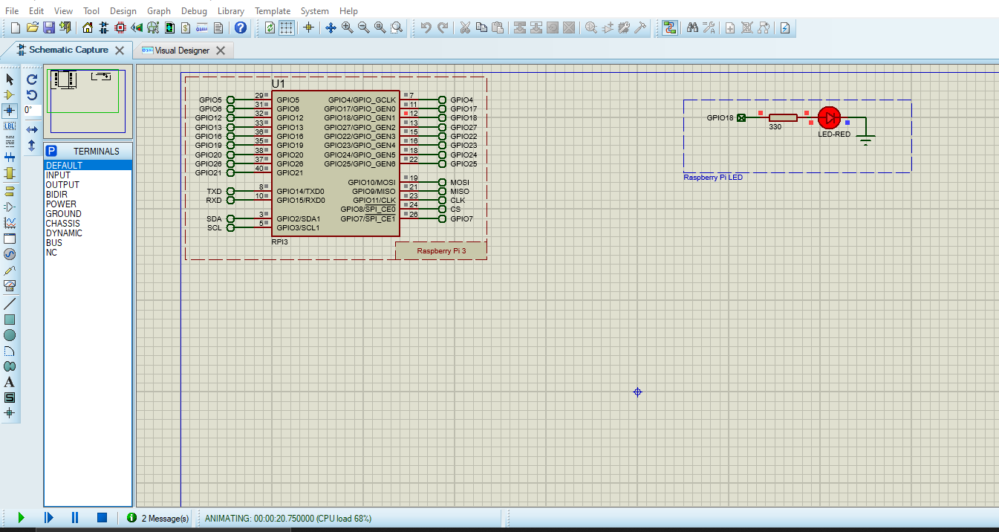 File Edit View Tool Design Graph Debug Library Template System Help
Schematic Capture
Visual Designer
0°
LBL
P TERMINALS
DEFAULT
INPUT
OUTPUT
BIDIR
POWER
GROUND
CHASSIS
DYNAMIC
BUS
NC
A
S
U1
GPIO5 29 GPIO5 GPIO4/GPIO_GCLK 7 GPIO4
GPIO6 31 GPIO6 GPIO17/GPIO_GEN0 11 GPIO17
GPIO12 32 GPIO12 GPIO18/GPIO_GEN1 12 GPIO18
GPIO13 33 GPIO13 GPIO27/GPIO_GEN2 13 GPIO27
GPIO16 36 GPIO16 GPIO22/GPIO_GEN3 15 GPIO22
GPIO19 35 GPIO19 GPIO23/GPIO_GEN4 16 GPIO23
GPIO20 38 GPIO20 GPIO24/GPIO_GEN5 18 GPIO24
GPIO26 37 GPIO26 GPIO25/GPIO_GEN6 22 GPIO25
GPIO21 40 GPIO21
GPIO10/MOSI 19 MOSI
TXD 8 GPIO14/TXD0 GPIO9/MISO 21 MISO
RXD 10 GPIO15/RXD0 GPIO11/CLK 23 CLK
GPIO8/SPI_CE0 24 CS
SDA 3 GPIO2/SDA1 GPIO7/SPI_CE1 26 GPIO7
SCL 5 GPIO3/SCL1
RPI3
Raspberry Pi 3
GPIO18
330
LED-RED
Raspberry Pi LED
2 Message(s)
ANIMATING: 00:00:20.750000 (CPU load 68%)